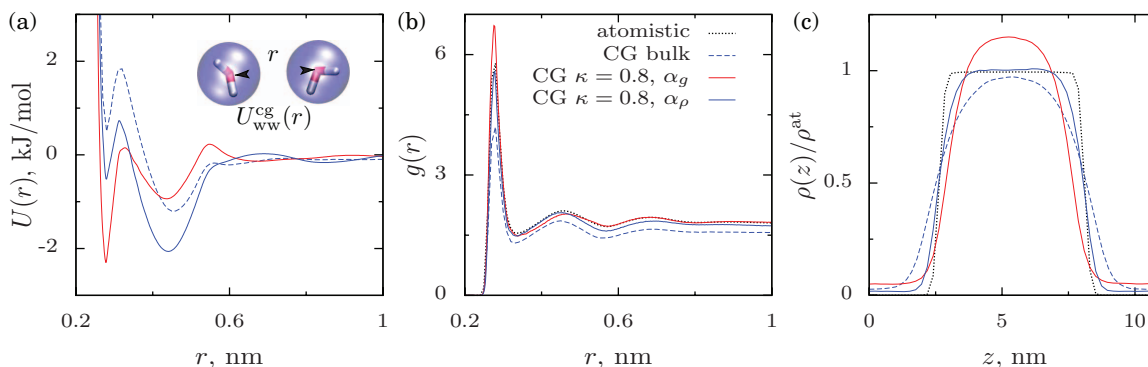 (a)
U(r), kJ/mol
2
0
-2
r
U_ww^cg(r)
0.2 0.6 1
r, nm
(b)
g(r)
6
3
0
atomistic
CG bulk
CG κ = 0.8, α_g
CG κ = 0.8, α_ρ
0.2 0.6 1
r, nm
(c)
ρ(z)/ρ^at
1
0.5
0
0 5 10
z, nm